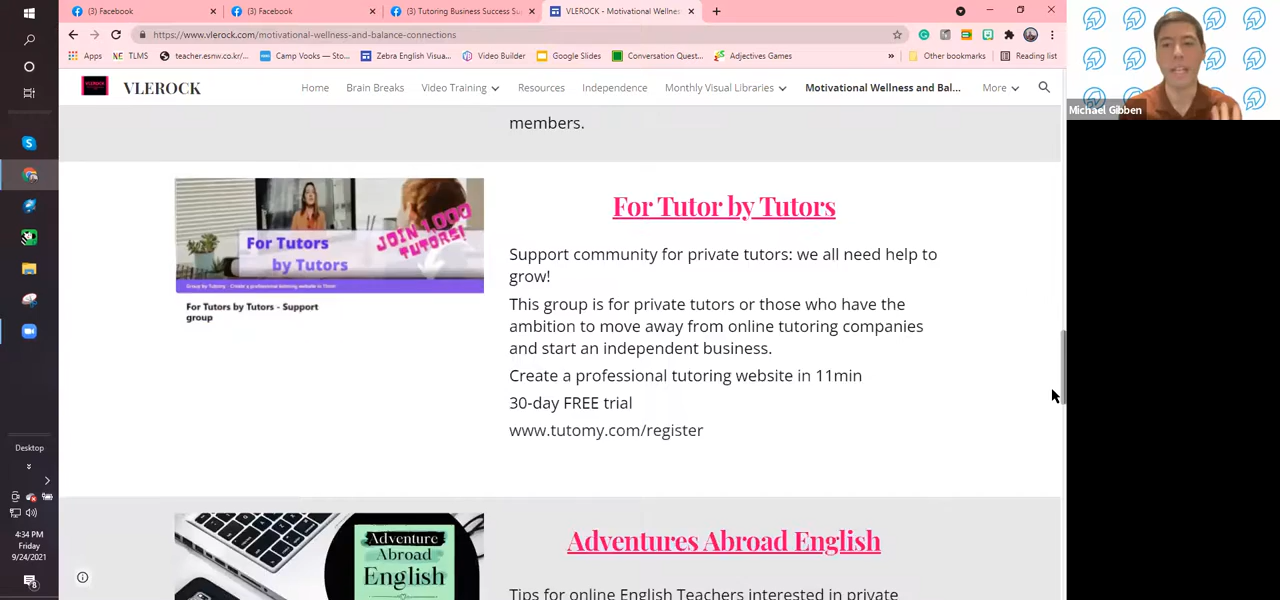 (3) Facebook
(3) Facebook
(3) Tutoring Business Success Su
VLEROCK - Motivational Wellnes
https://www.vlerock.com/motivational-wellness-and-balance-connections
Apps
TLMS
teacher.esnw.co.kr/...
Camp Vooks — Sto...
Zebra English Visua...
Video Builder
Google Slides
Conversation Quest...
Adjectives Games
»
Other bookmarks
Reading list
VLEROCK
Home
Brain Breaks
Video Training
Resources
Independence
Monthly Visual Libraries
Motivational Wellness and Bal...
More
Michael Gibben
members.
For Tutors
by Tutors
JOIN 1,000
TUTORS!
For Tutors by Tutors - Support
group
For Tutor by Tutors
Support community for private tutors: we all need help to
grow!
This group is for private tutors or those who have the
ambition to move away from online tutoring companies
and start an independent business.
Create a professional tutoring website in 11min
30-day FREE trial
www.tutomy.com/register
Adventure
Abroad
English
Adventures Abroad English
Tips for online English Teachers interested in private
Desktop
4:34 PM
Friday
9/24/2021